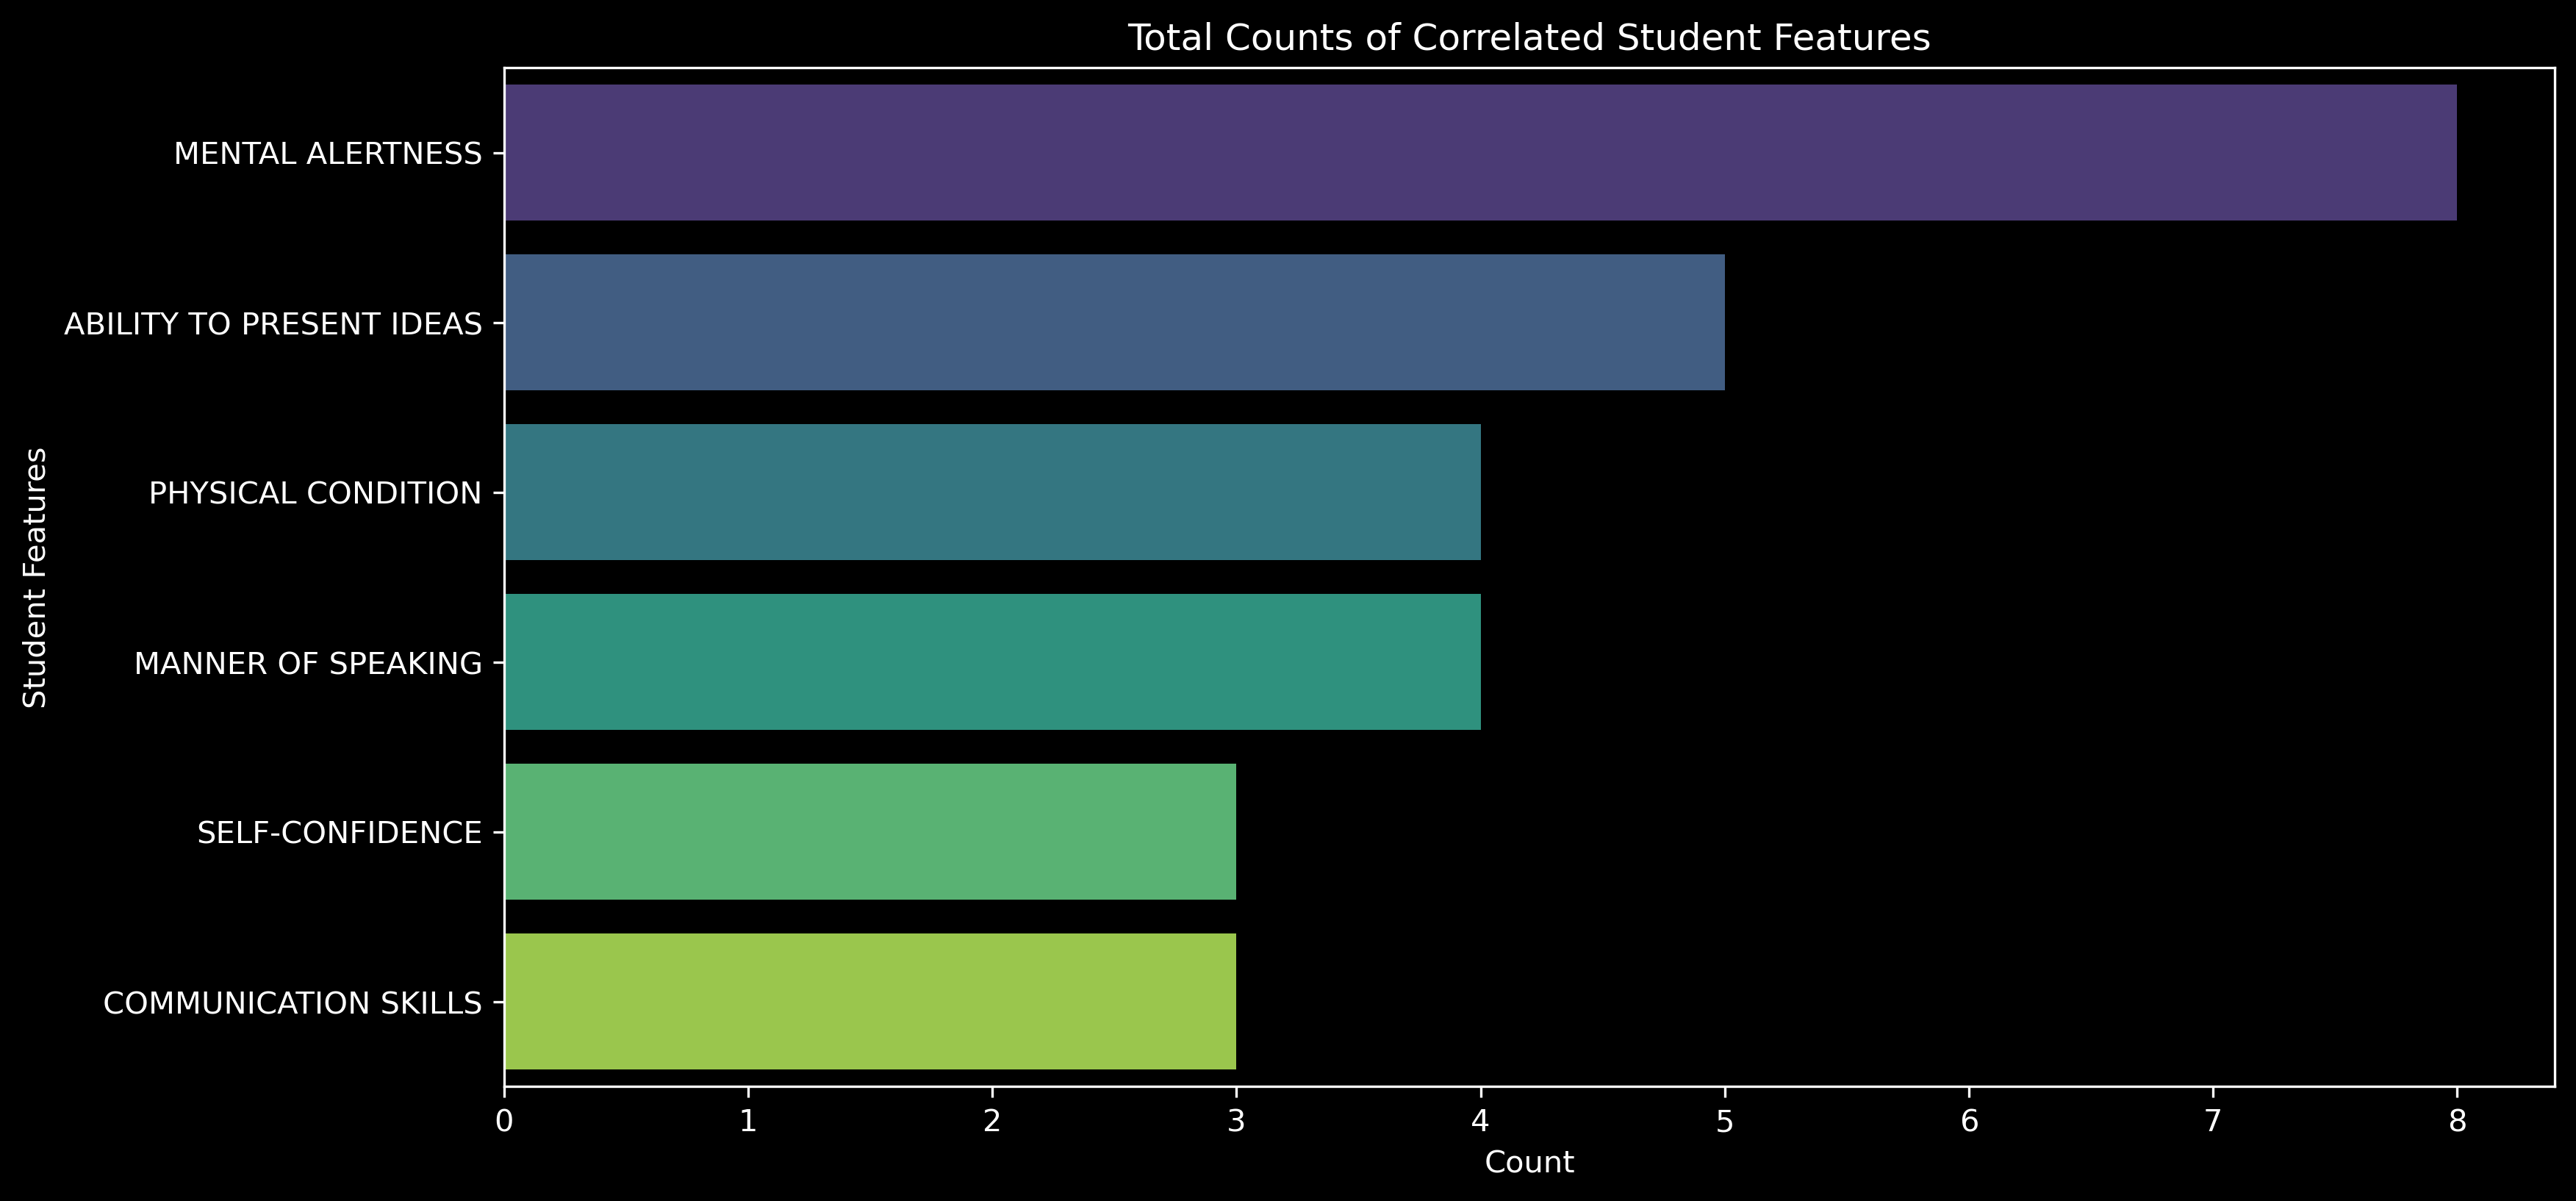 Total Counts of Correlated Student Features
Student Features
MENTAL ALERTNESS
ABILITY TO PRESENT IDEAS
PHYSICAL CONDITION
MANNER OF SPEAKING
SELF-CONFIDENCE
COMMUNICATION SKILLS
0 1 2 3 4 5 6 7 8
Count